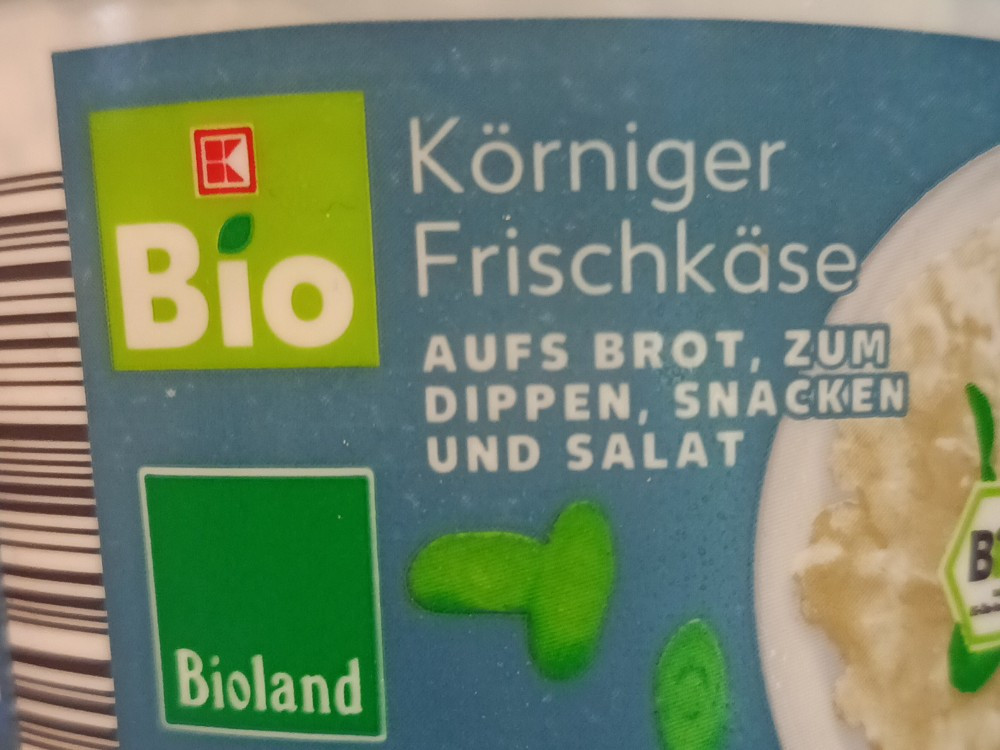 K
Bio
Körniger
Frischkäse
AUFS BROT, ZUM
DIPPEN, SNACKEN
UND SALAT
Bioland